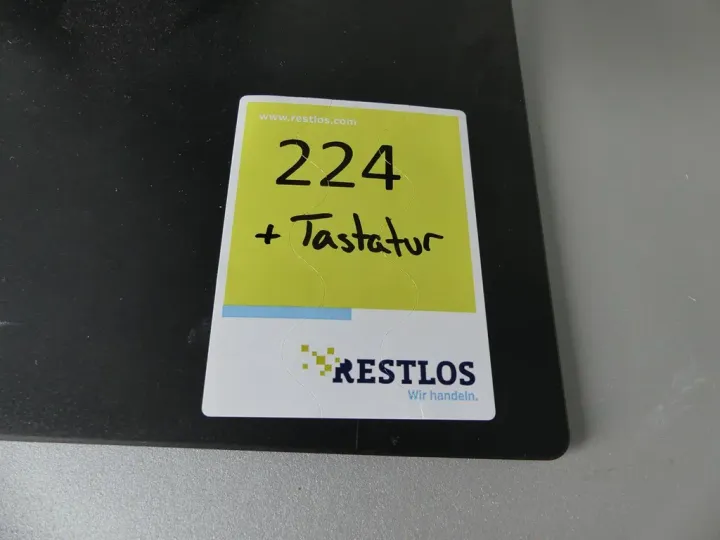 www.restlos.com
224
+ Tastatur
RESTLOS
Wir handeln.